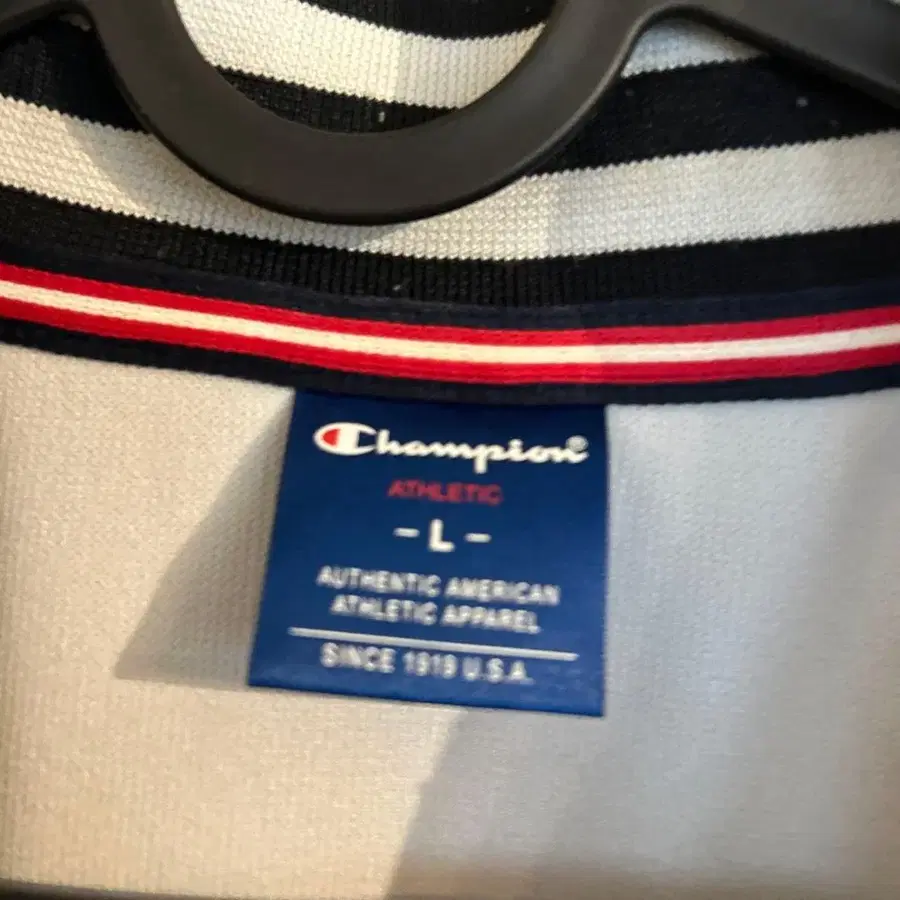 Champion®
ATHLETIC
- L -
AUTHENTIC AMERICAN
ATHLETIC APPAREL
SINCE 1919 U.S.A.